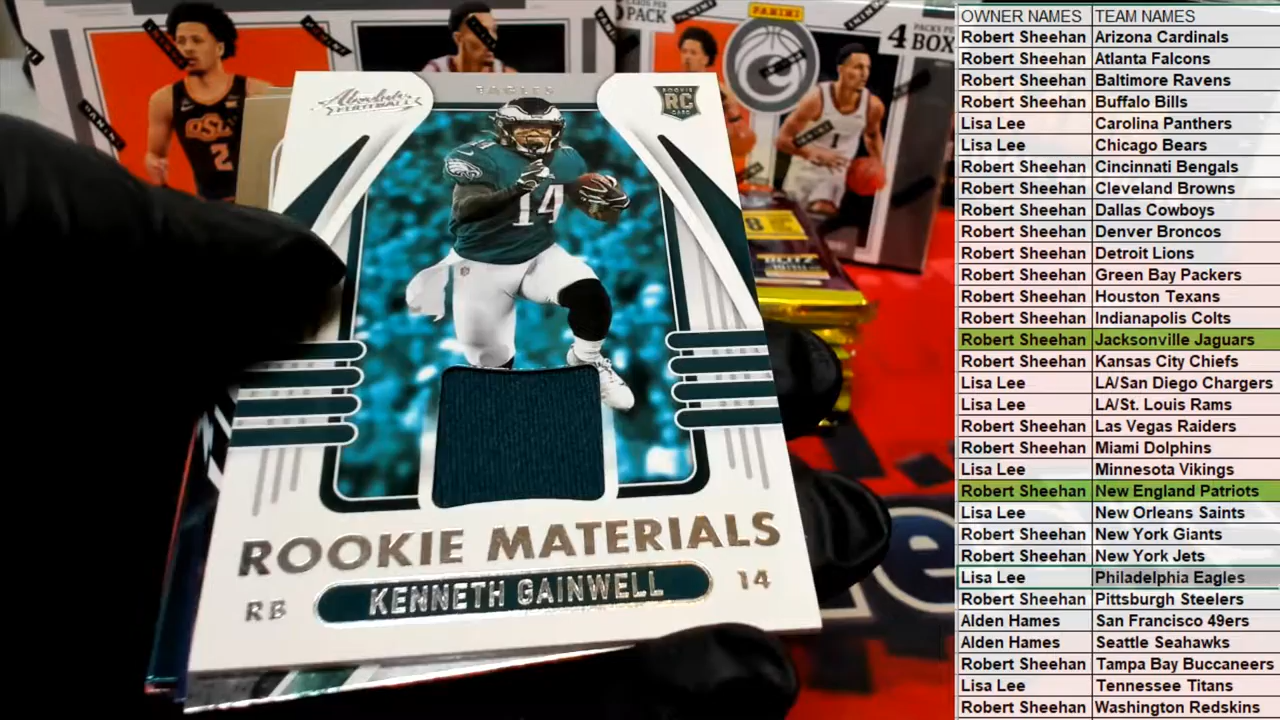 OWNER NAMES TEAM NAMES
Robert Sheehan Arizona Cardinals
Robert Sheehan Atlanta Falcons
Robert Sheehan Baltimore Ravens
Robert Sheehan Buffalo Bills
Lisa Lee Carolina Panthers
Lisa Lee Chicago Bears
Robert Sheehan Cincinnati Bengals
Robert Sheehan Cleveland Browns
Robert Sheehan Dallas Cowboys
Robert Sheehan Denver Broncos
Robert Sheehan Detroit Lions
Robert Sheehan Green Bay Packers
Robert Sheehan Houston Texans
Robert Sheehan Indianapolis Colts
Robert Sheehan Jacksonville Jaguars
Robert Sheehan Kansas City Chiefs
Lisa Lee LA/San Diego Chargers
Lisa Lee LA/St. Louis Rams
Robert Sheehan Las Vegas Raiders
Robert Sheehan Miami Dolphins
Lisa Lee Minnesota Vikings
Robert Sheehan New England Patriots
Lisa Lee New Orleans Saints
Robert Sheehan New York Giants
Robert Sheehan New York Jets
Lisa Lee Philadelphia Eagles
Robert Sheehan Pittsburgh Steelers
Alden Hames San Francisco 49ers
Alden Hames Seattle Seahawks
Robert Sheehan Tampa Bay Buccaneers
Lisa Lee Tennessee Titans
Robert Sheehan Washington Redskins
PACK
PANINI
4
BOX
OSU
2
1
Absolute
FOOTBALL
EAGLES
ROOKIE
RC
CARD
14
BLITZ
ROOKIE MATERIALS
RB KENNETH GAINWELL 14